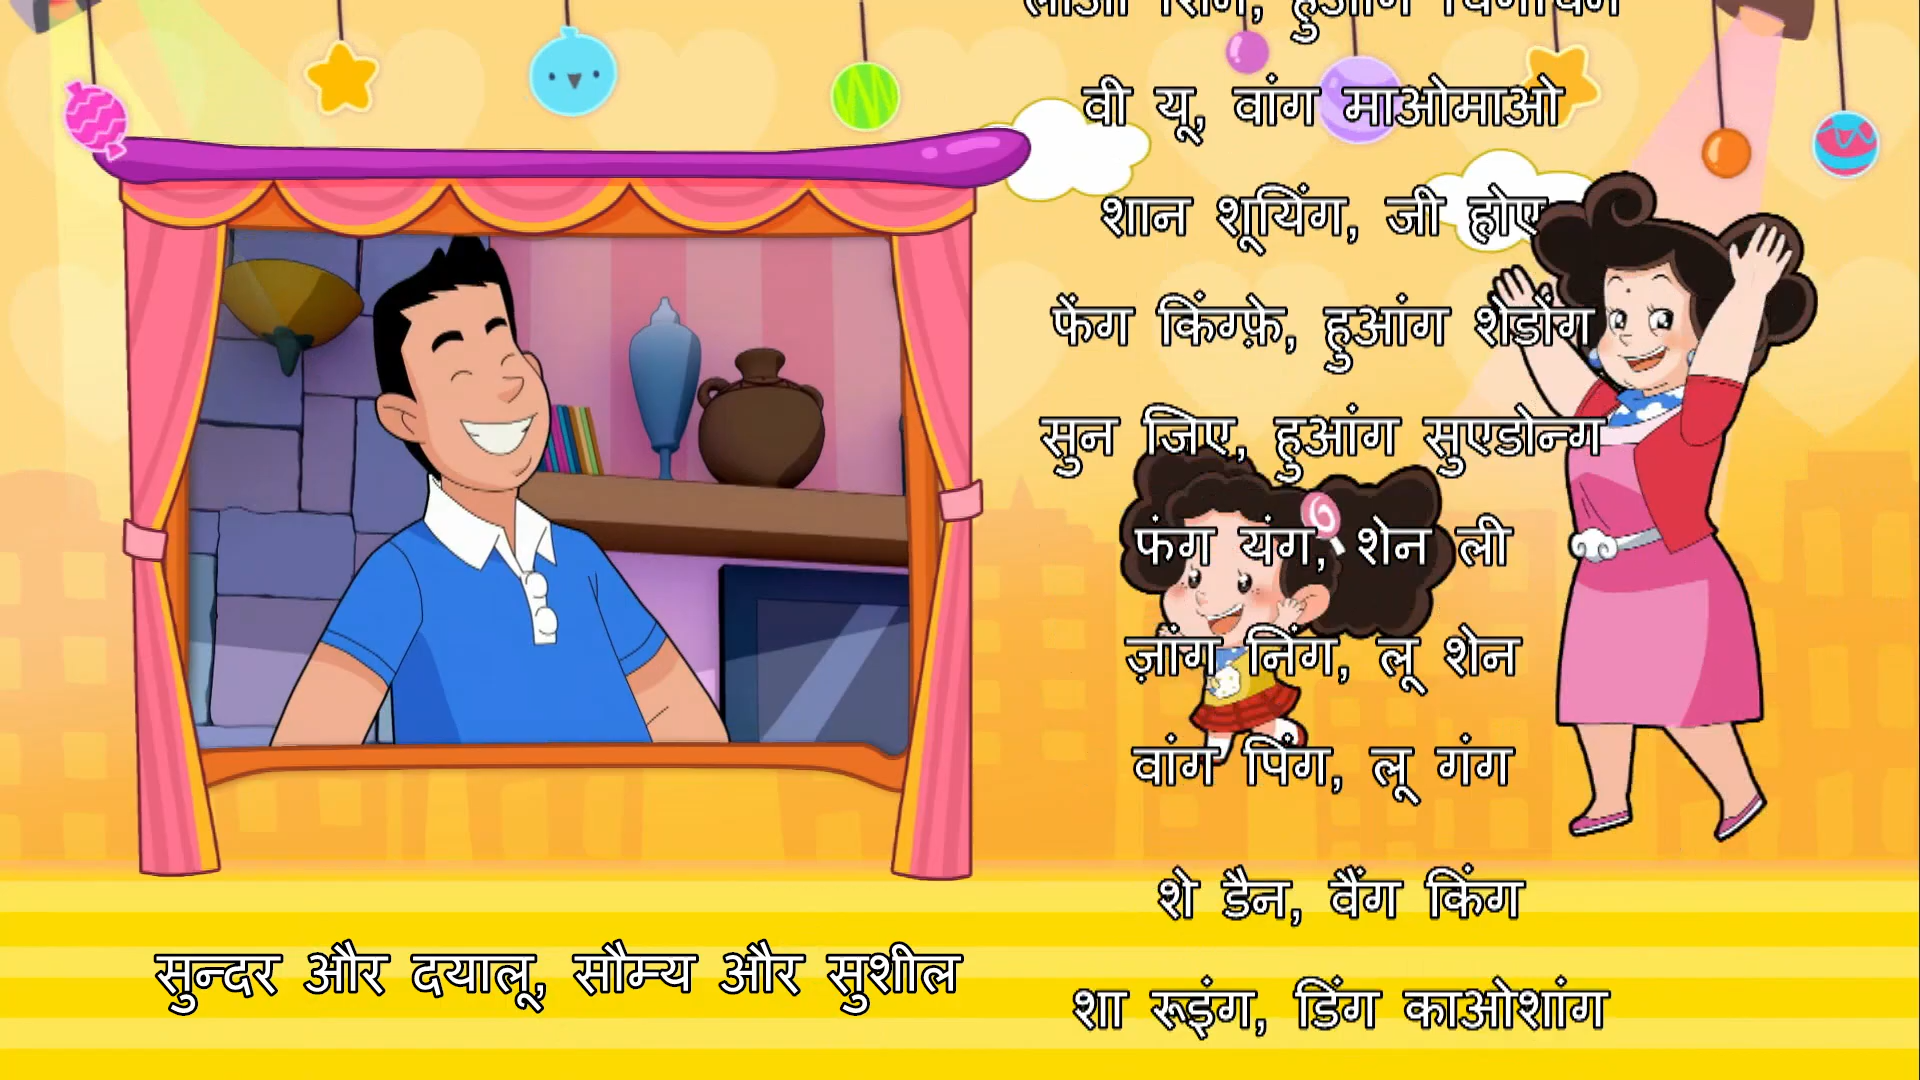 वी यू, वांग माओमाओ
शान शूयिंग, जी होए
फेंग किंग्फ़े, हुआंग शेडोंग
सुन जिए, हुआंग सुएडोन्ग
फंग यंग, शेन ली
ज़ांग निंग, लू शेन
वांग पिंग, लू गंग
शे डैन, वैंग किंग
शा रूइंग, डिंग काओशांग
सुन्दर और दयालू, सौम्य और सुशील